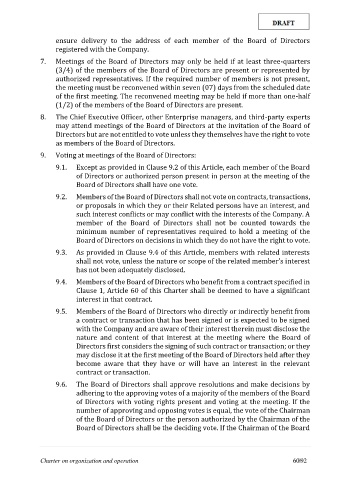 DRAFT
ensure delivery to the address of each member of the Board of Directors
registered with the Company.
7. Meetings of the Board of Directors may only be held if at least three-quarters
(3/4) of the members of the Board of Directors are present or represented by
authorized representatives. If the required number of members is not present,
the meeting must be reconvened within seven (07) days from the scheduled date
of the first meeting. The reconvened meeting may be held if more than one-half
(1/2) of the members of the Board of Directors are present.
8. The Chief Executive Officer, other Enterprise managers, and third-party experts
may attend meetings of the Board of Directors at the invitation of the Board of
Directors but are not entitled to vote unless they themselves have the right to vote
as members of the Board of Directors.
9. Voting at meetings of the Board of Directors:
9.1. Except as provided in Clause 9.2 of this Article, each member of the Board
of Directors or authorized person present in person at the meeting of the
Board of Directors shall have one vote.
9.2. Members of the Board of Directors shall not vote on contracts, transactions,
or proposals in which they or their Related persons have an interest, and
such interest conflicts or may conflict with the interests of the Company. A
member of the Board of Directors shall not be counted towards the
minimum number of representatives required to hold a meeting of the
Board of Directors on decisions in which they do not have the right to vote.
9.3. As provided in Clause 9.4 of this Article, members with related interests
shall not vote, unless the nature or scope of the related member's interest
has not been adequately disclosed.
9.4. Members of the Board of Directors who benefit from a contract specified in
Clause 1, Article 60 of this Charter shall be deemed to have a significant
interest in that contract.
9.5. Members of the Board of Directors who directly or indirectly benefit from
a contract or transaction that has been signed or is expected to be signed
with the Company and are aware of their interest therein must disclose the
nature and content of that interest at the meeting where the Board of
Directors first considers the signing of such contract or transaction; or they
may disclose it at the first meeting of the Board of Directors held after they
become aware that they have or will have an interest in the relevant
contract or transaction.
9.6. The Board of Directors shall approve resolutions and make decisions by
adhering to the approving votes of a majority of the members of the Board
of Directors with voting rights present and voting at the meeting. If the
number of approving and opposing votes is equal, the vote of the Chairman
of the Board of Directors or the person authorized by the Chairman of the
Board of Directors shall be the deciding vote. If the Chairman of the Board
Charter on organization and operation 60/92